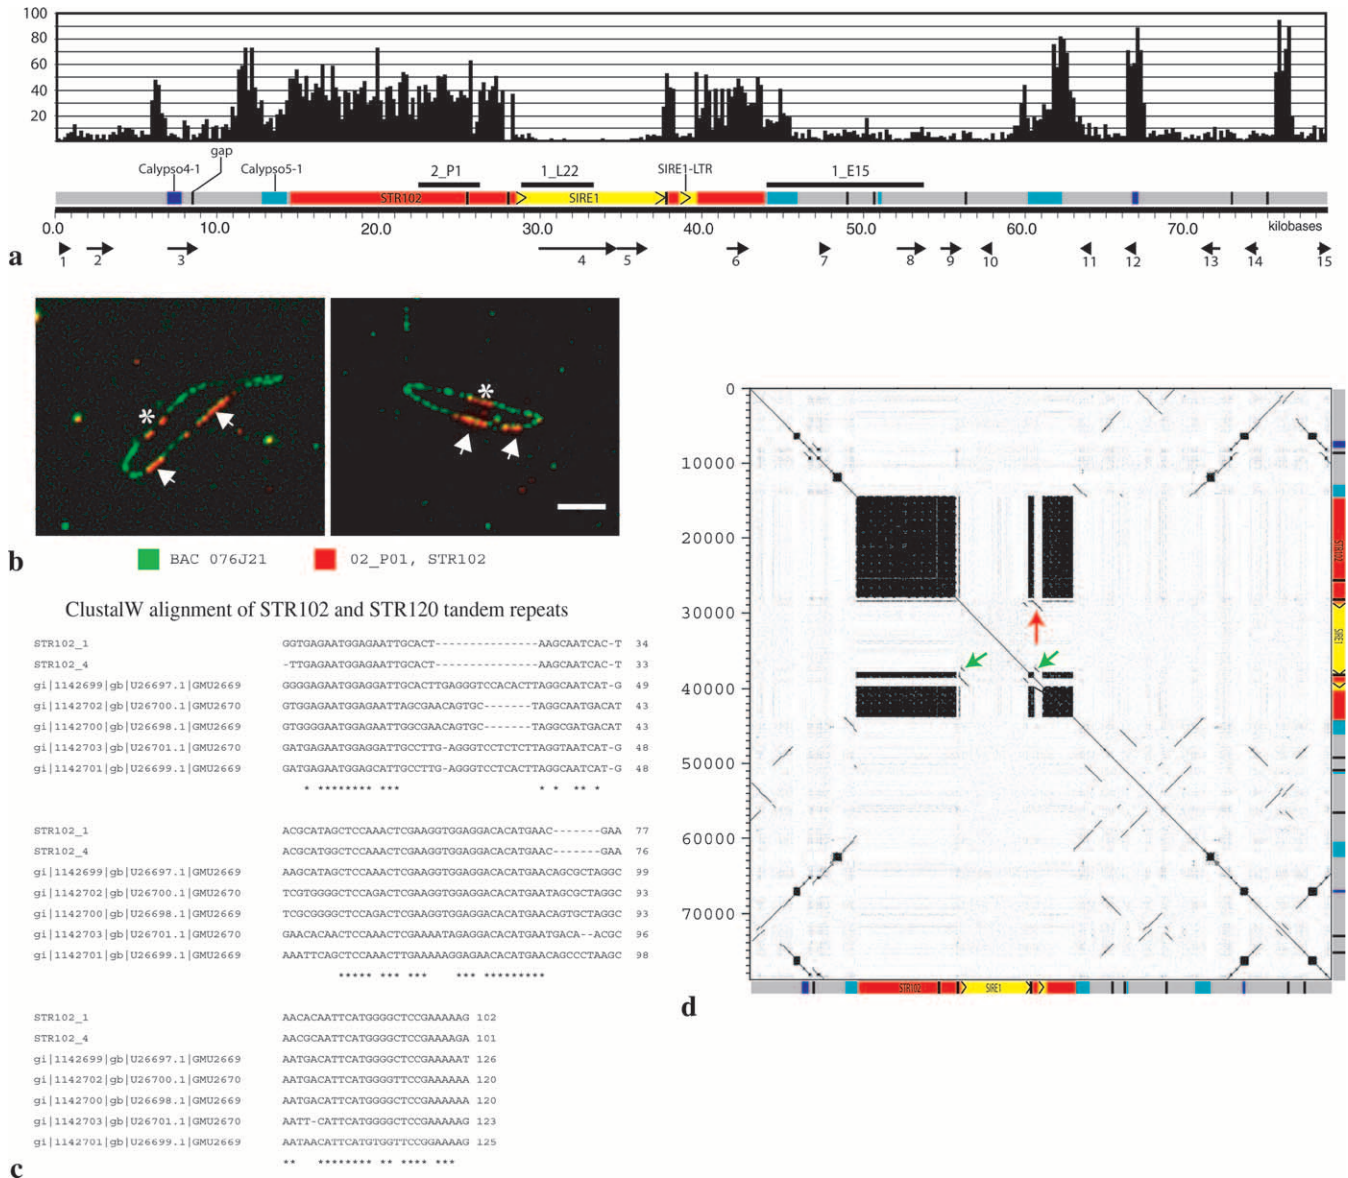 100
80
60
40
20
gap
Calypso4-1
Calypso5-1
2_P1
1_L22
SIRE1-LTR
1_E15
STR102
SIRE1
0.0 10.0 20.0 30.0 40.0 50.0 60.0 70.0 kilobases
a
1 2 3 4 5 6 7 8 9 10 11 12 13 14 15
*
*
b
BAC 076J21
02_P01, STR102
ClustalW alignment of STR102 and STR120 tandem repeats
STR102_1 GGTGAGAATGGAGAATTGCACT---------------AAGCAATCAC-T 34
STR102_4 -TTGAGAATGGAGAATTGCACT---------------AAGCAATCAC-T 33
gi|1142699|gb|U26697.1|GMU2669 GGGGAGAATGGAGGATTGCACTTGAGGGTCCACACTTAGGCAATCAT-G 49
gi|1142702|gb|U26700.1|GMU2670 GTGGAGAATGGAGAATTAGCGAACAGTGC-------TAGGCAATGACAT 43
gi|1142700|gb|U26698.1|GMU2669 GGGGAATGGGAGAATTGGCGAACAGTGC-------TAGGCGATGACAT 43
gi|1142703|gb|U26701.1|GMU2670 GATGAGAATGGAGGATTGCCTTG-AGGGTCCTCTCTTAGGTAATCAT-G 48
gi|1142701|gb|U26699.1|GMU2669 GATGAGAATGGAGCATTGCCTTG-AGGGTCCTCACTTAGGCAATCAT-G 48
* ******** *** * * ** *
STR102_1 ACGCATAGCTCCAAACTCGAAGGTGGAGGACACATGAAC-------GAA 77
STR102_4 ACGCATGGCTCCAAACTCGAAGGTGGAGGACACATGAAC-------GAA 76
gi|1142699|gb|U26697.1|GMU2669 AAGCATAGCTCCAAACTCGAAGGTGGAGGACACATGAACAGCGCTAGGC 99
gi|1142702|gb|U26700.1|GMU2670 TCGTGGGGCTCCAGACTCGAAGGTGGAGGACACATGAATAGCGCTAGGC 93
gi|1142700|gb|U26698.1|GMU2669 TCGCGGGGCTCCAGACTCGAAGGTGGAGGACACATGAACAGTGCTAGGC 93
gi|1142703|gb|U26701.1|GMU2670 GAACACAACTCCAAACTCGAAAATAGAGGACACATGAATGACA--ACGC 96
gi|1142701|gb|U26699.1|GMU2669 AAATTCAGCTCCAAACTTGAAAAAGGAGAACACATGAACAGCCCTAAGC 98
***** *** *** *** *********
STR102_1 AACACAATTCATGGGGCTCCGAAAAAG 102
STR102_4 AACGCAATTCATGGGGCTCCGAAAAGA 101
gi|1142699|gb|U26697.1|GMU2669 AATGACATTCATGGGGCTCCGAAAAAT 126
gi|1142702|gb|U26700.1|GMU2670 AATGACATTCATGGGGTTCCGAAAAAA 120
gi|1142700|gb|U26698.1|GMU2669 AATGACATTCATGGGGCTCCGAAAAAA 120
gi|1142703|gb|U26701.1|GMU2670 AATT-CATTCATGGGGCTCCGAAAAAG 123
gi|1142701|gb|U26699.1|GMU2669 AATAACATTCATGTGGTTCCGGAAAAG 125
** ******** ** **** ***
c
0
10000
20000
30000
40000
50000
60000
70000
STR102
SIRE1
STR102
SIRE1
d